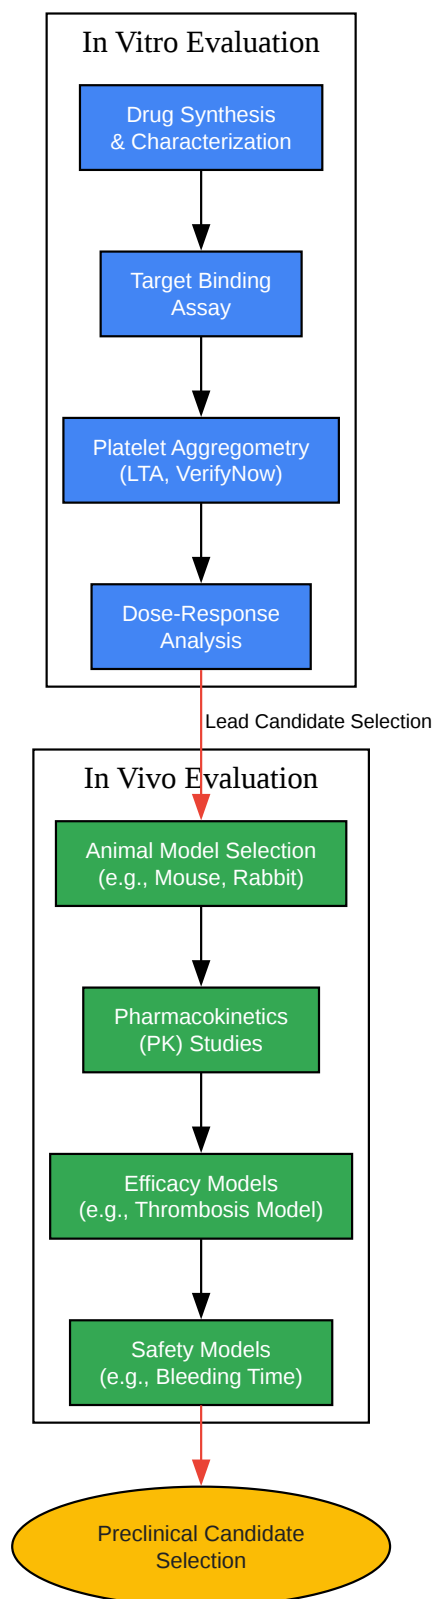 In Vitro Evaluation
Drug Synthesis
& Characterization
Target Binding
Assay
Platelet Aggregometry
(LTA, VerifyNow)
Dose-Response
Analysis
Lead Candidate Selection
In Vivo Evaluation
Animal Model Selection
(e.g., Mouse, Rabbit)
Pharmacokinetics
(PK) Studies
Efficacy Models
(e.g., Thrombosis Model)
Safety Models
(e.g., Bleeding Time)
Preclinical Candidate
Selection